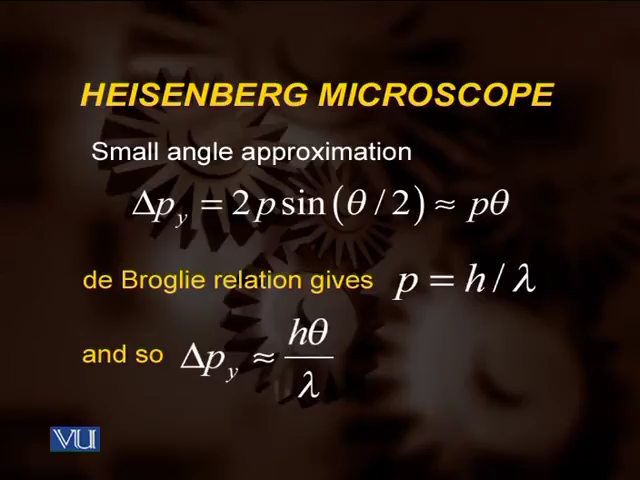 HEISENBERG MICROSCOPE
Small angle approximation
Δp_y = 2p sin(θ/2) ≈ pθ
de Broglie relation gives p = h/λ
and so Δp_y ≈ hθ/λ
VU